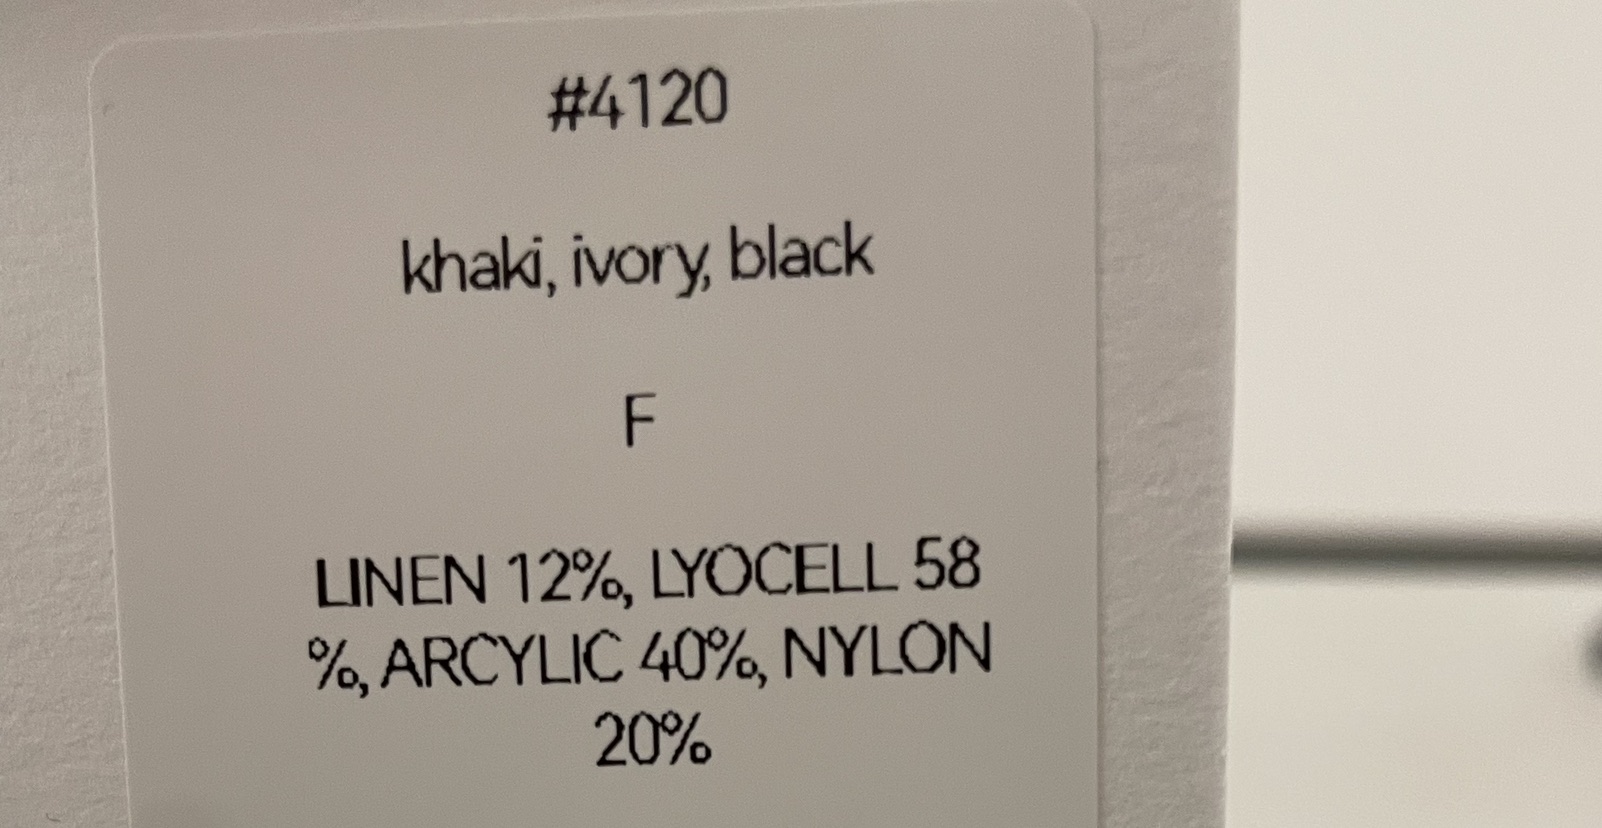 #4120
khaki, ivory, black
F
LINEN 12%, LYOCELL 58
%, ARCYLIC 40%, NYLON
20%